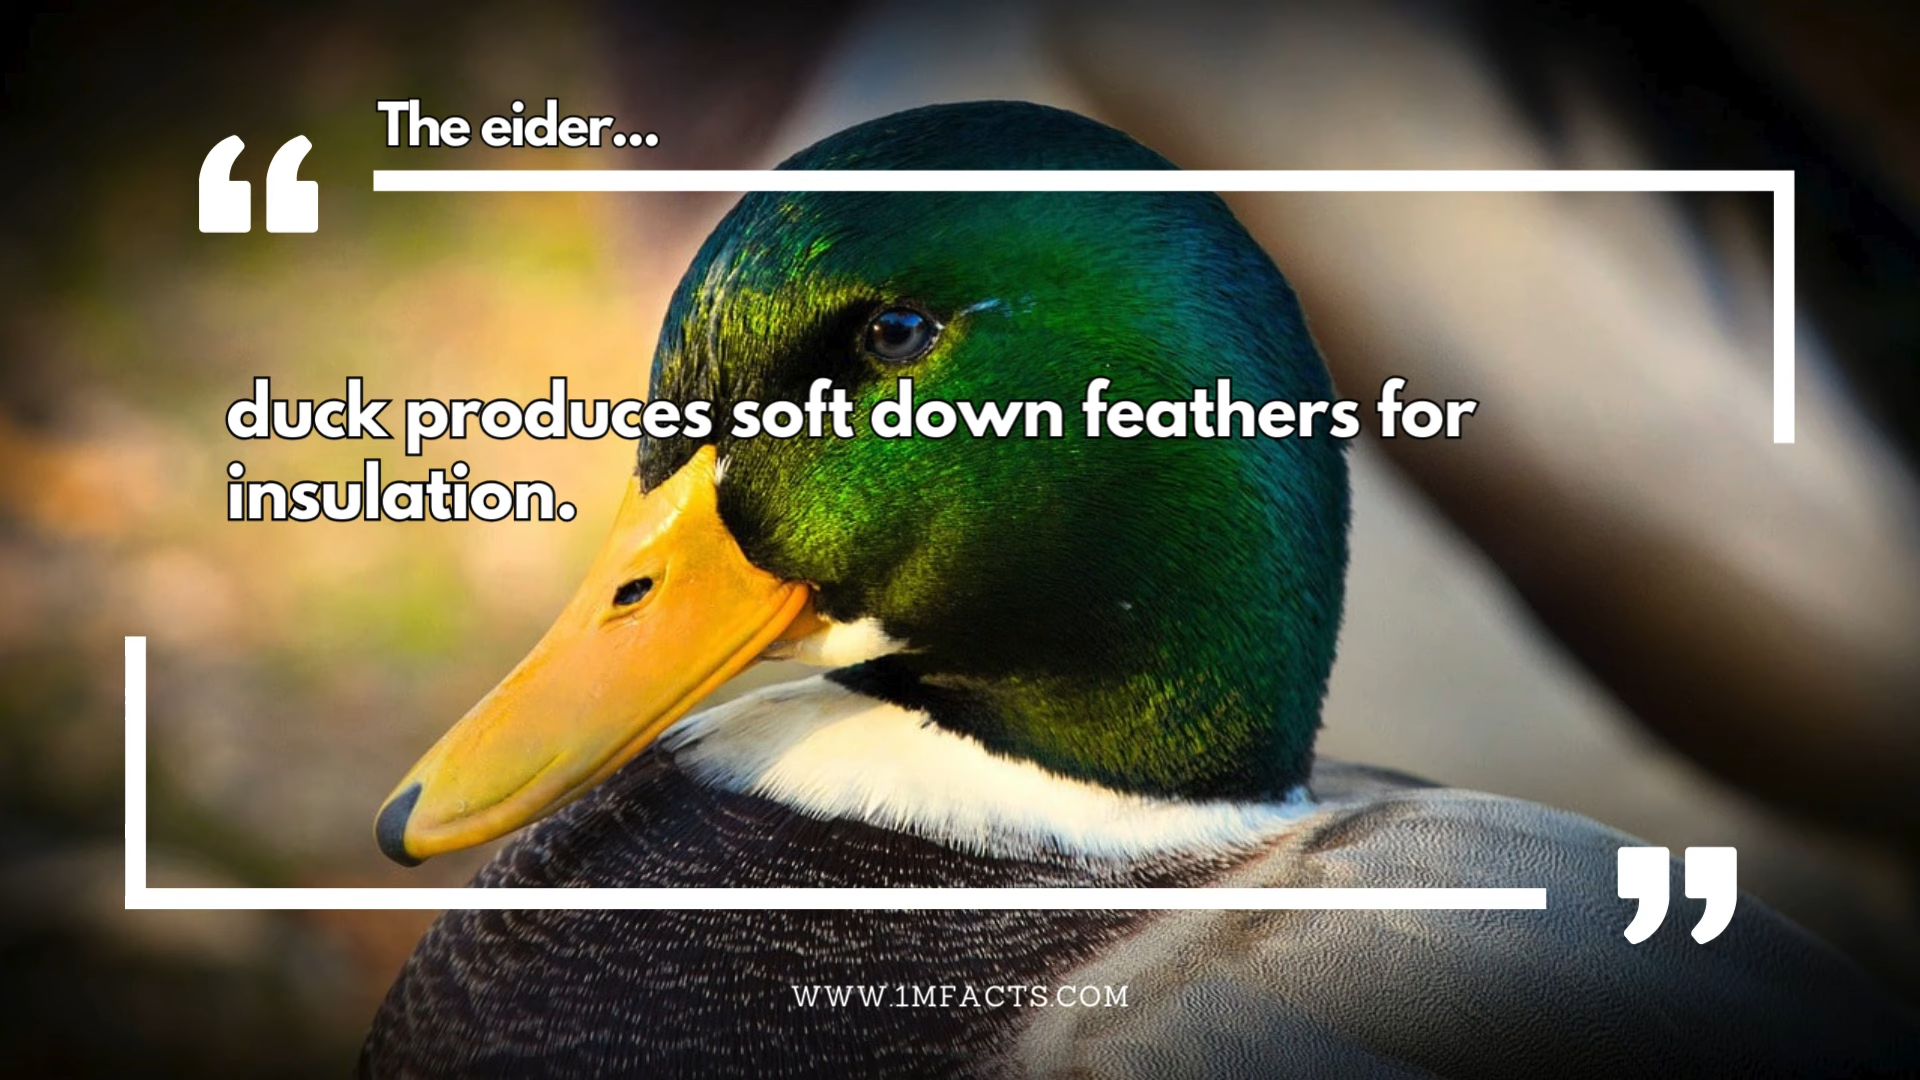 The eider...
duck produces soft down feathers for
insulation.
WWW.1MFACTS.COM